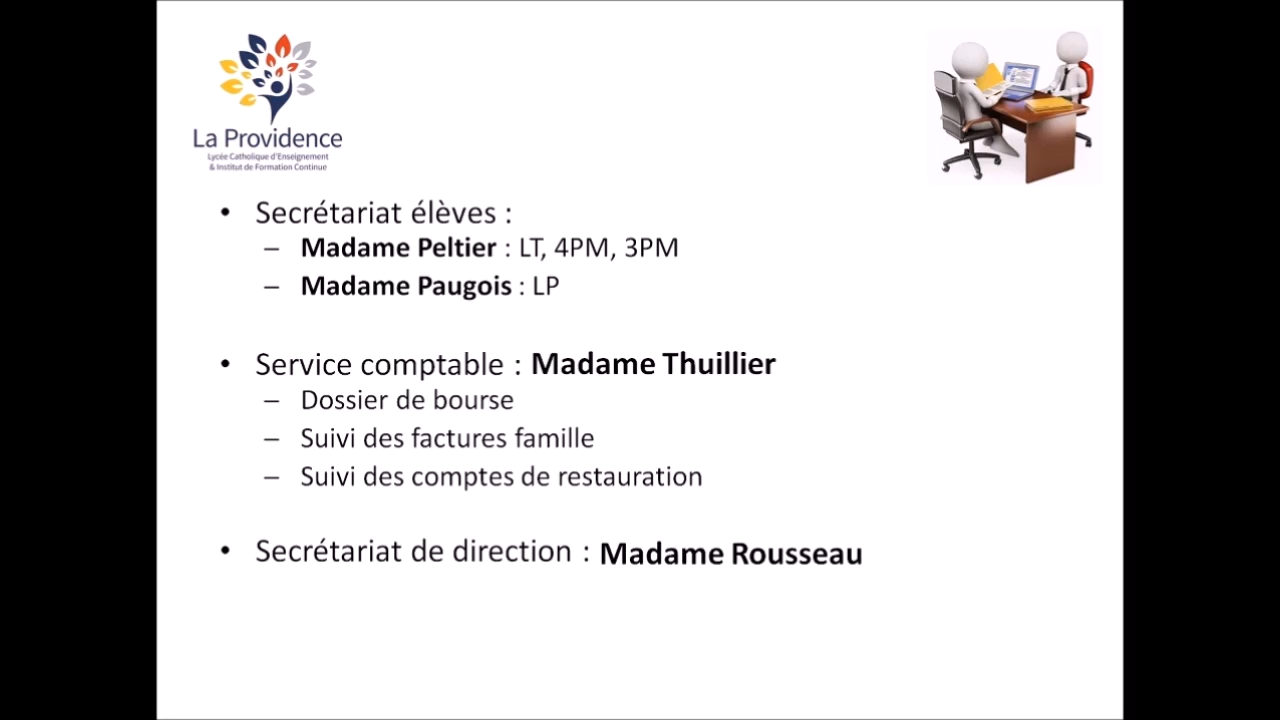 La Providence
Lycée Catholique d'Enseignement
& Institut de Formation Continue
• Secrétariat élèves :
– Madame Peltier : LT, 4PM, 3PM
– Madame Paugois : LP
• Service comptable : Madame Thuillier
– Dossier de bourse
– Suivi des factures famille
– Suivi des comptes de restauration
• Secrétariat de direction : Madame Rousseau